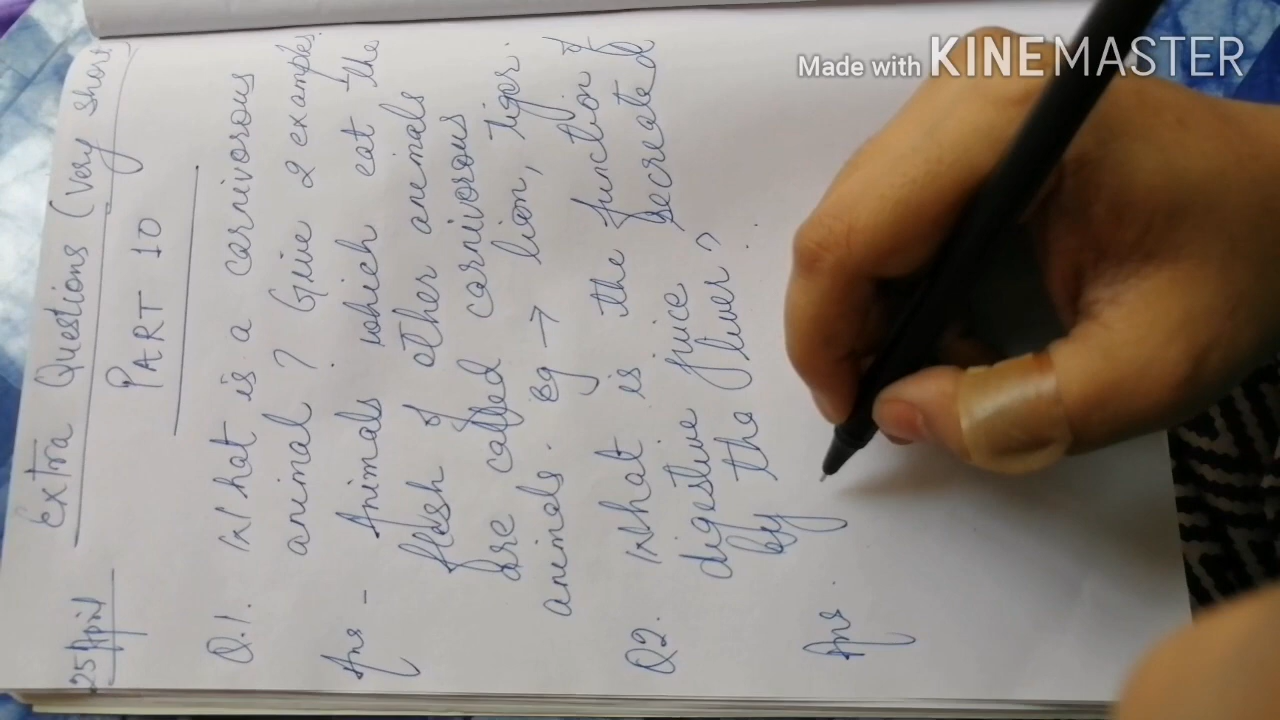 Made with KINEMASTER
25 April
Extra Questions (Very Short)
PART 10
Q.1. What is a carnivorous
animal? Give 2 examples.
Ans - Animals which eat the
flesh of other animals
are called carnivorous
animals. eg → lion, tiger.
Q2. What is the function of
digestive juice secreated
by the liver?
Ans.